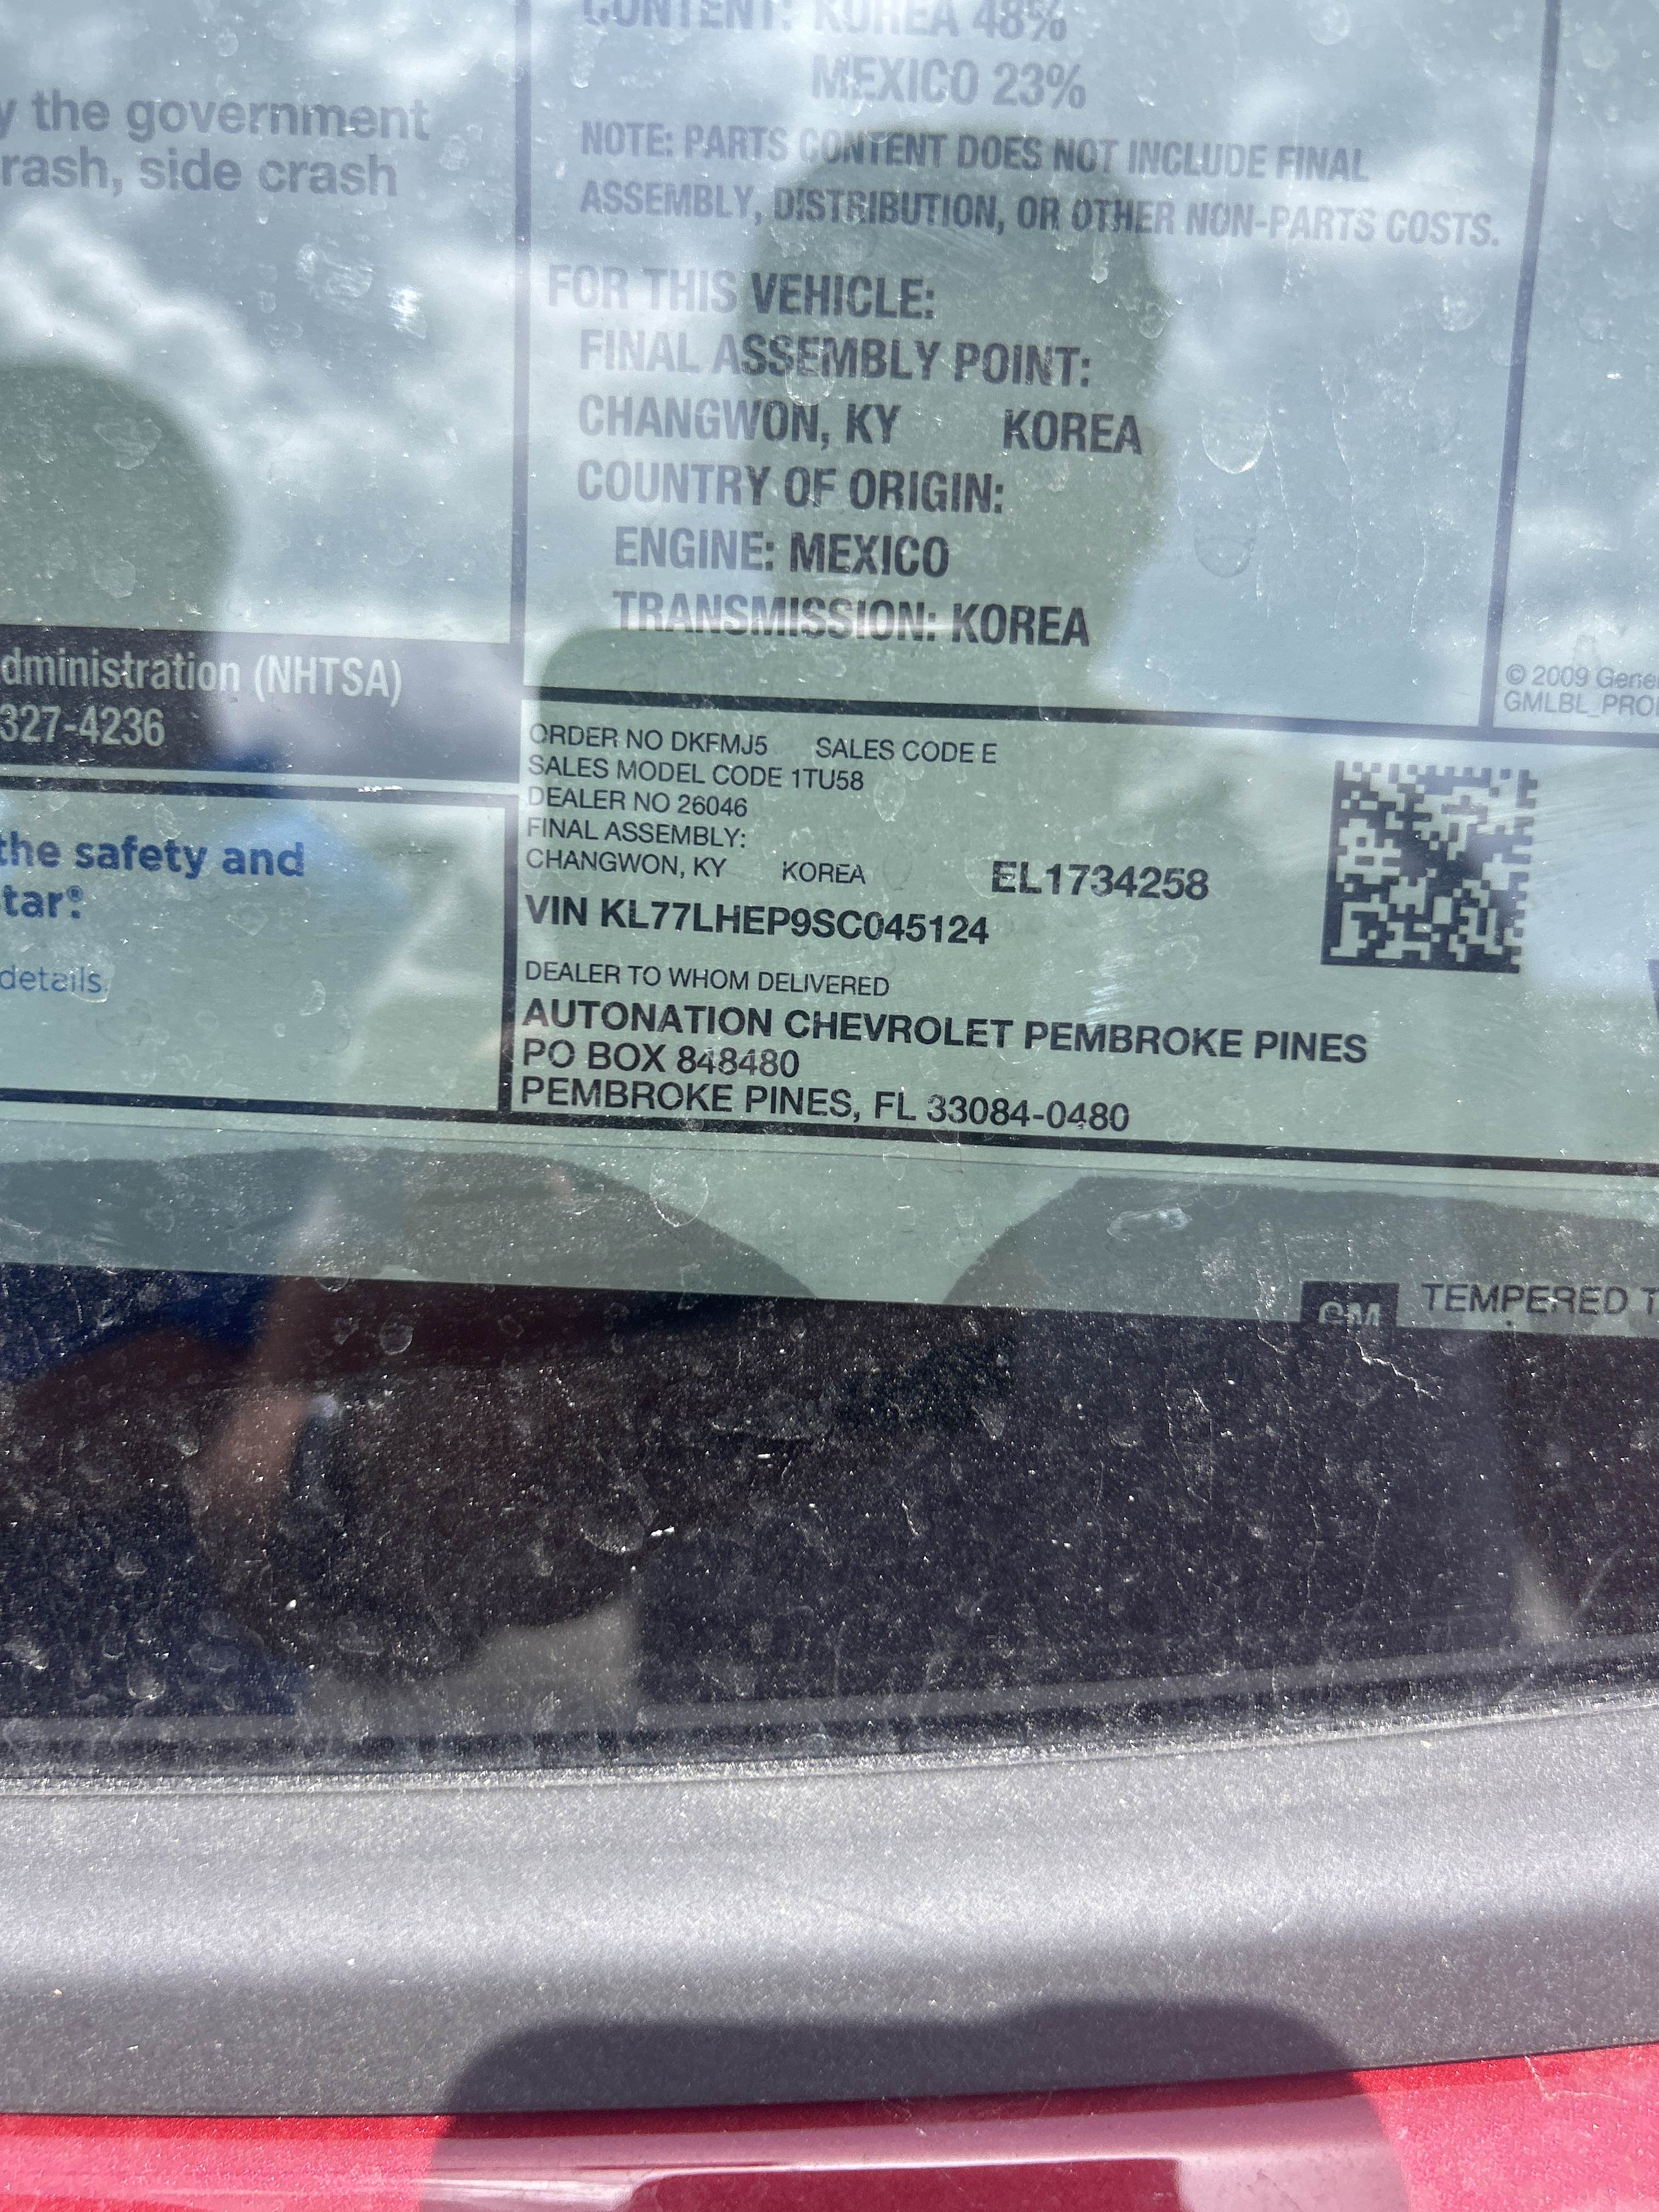 CONTENT: KOREA 48%
MEXICO 23%
NOTE: PARTS CONTENT DOES NOT INCLUDE FINAL
ASSEMBLY, DISTRIBUTION, OR OTHER NON-PARTS COSTS.
FOR THIS VEHICLE:
FINAL ASSEMBLY POINT:
CHANGWON, KY KOREA
COUNTRY OF ORIGIN:
ENGINE: MEXICO
TRANSMISSION: KOREA
y the government
rash, side crash
dministration (NHTSA)
327-4236
the safety and
tar®.
details.
© 2009 Gene
GMLBL_PRO
ORDER NO DKFMJ5 SALES CODE E
SALES MODEL CODE 1TU58
DEALER NO 26046
FINAL ASSEMBLY:
CHANGWON, KY KOREA
EL1734258
VIN KL77LHEP9SC045124
DEALER TO WHOM DELIVERED
AUTONATION CHEVROLET PEMBROKE PINES
PO BOX 848480
PEMBROKE PINES, FL 33084-0480
GM TEMPERED T